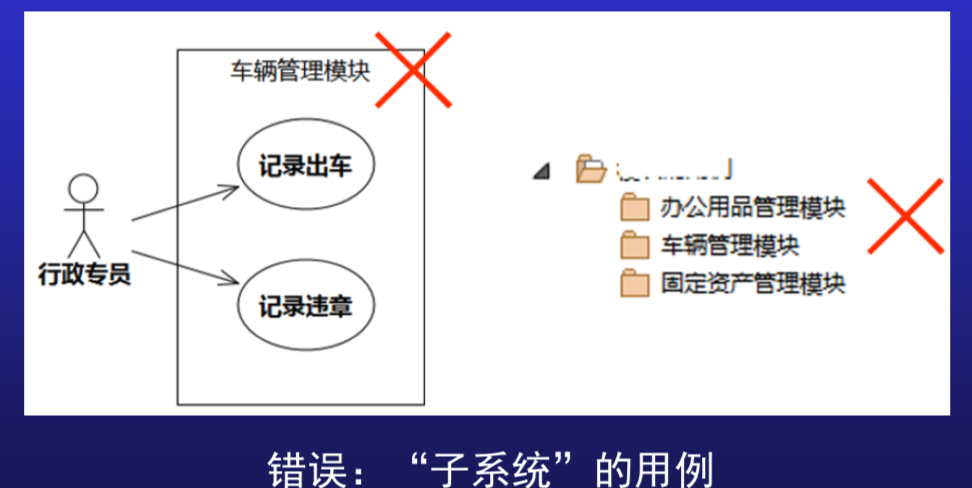 车辆管理模块
记录出车
行政专员
记录违章
办公用品管理模块
车辆管理模块
固定资产管理模块
错误：“子系统”的用例